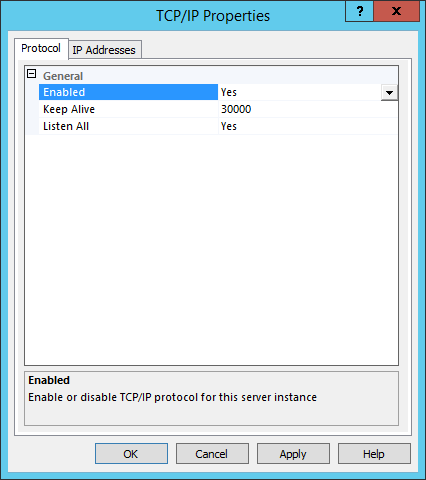 TCP/IP Properties
? x
Protocol IP Addresses
General
Enabled Yes
Keep Alive 30000
Listen All Yes
Enabled
Enable or disable TCP/IP protocol for this server instance
OK Cancel Apply Help